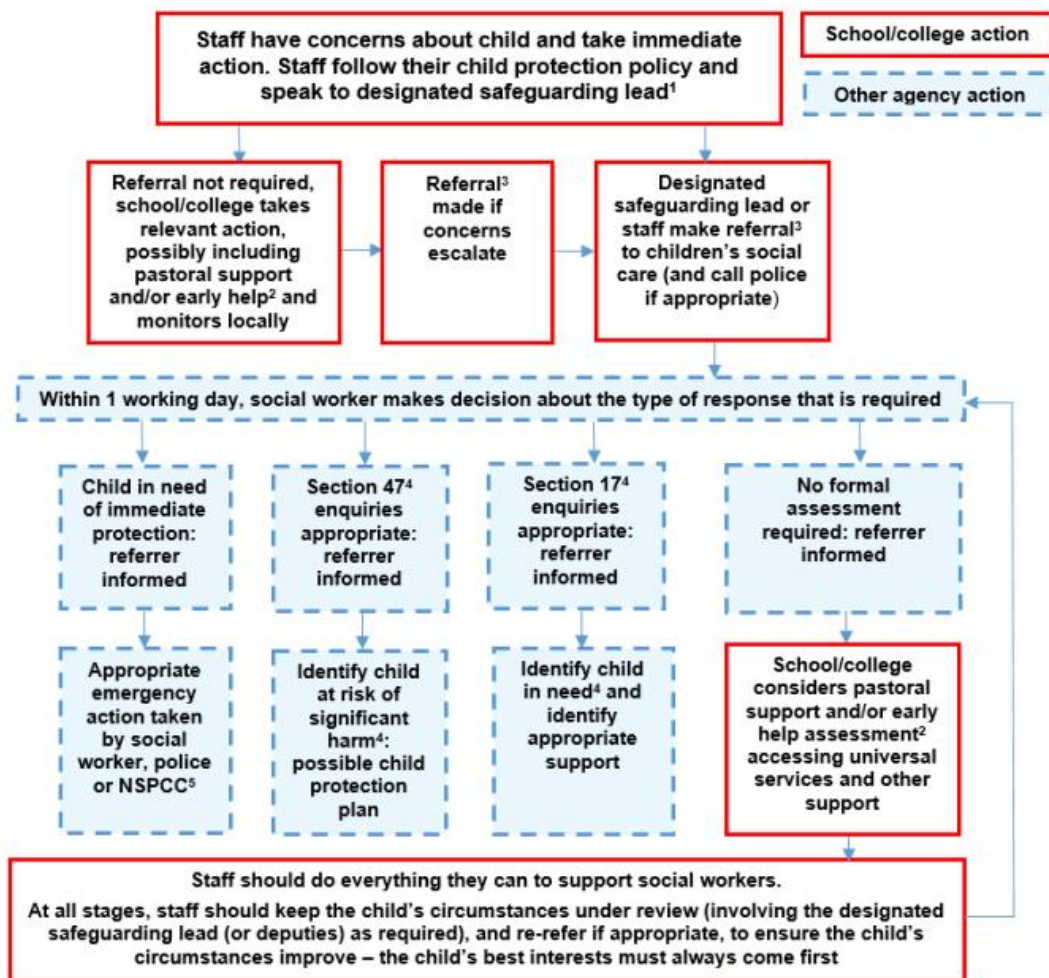 Staff have concerns about child and take immediate
action. Staff follow their child protection policy and
speak to designated safeguarding lead¹
School/college action
Other agency action
Referral not required,
school/college takes
relevant action,
possibly including
pastoral support
and/or early help² and
monitors locally
Referral³
made if
concerns
escalate
Designated
safeguarding lead or
staff make referral³
to children’s social
care (and call police
if appropriate)
Within 1 working day, social worker makes decision about the type of response that is required
Child in need
of immediate
protection:
referrer
informed
Section 47⁴
enquiries
appropriate:
referrer
informed
Section 17⁴
enquiries
appropriate:
referrer
informed
No formal
assessment
required: referrer
informed
Appropriate
emergency
action taken
by social
worker, police
or NSPCC⁵
Identify child
at risk of
significant
harm⁴:
possible child
protection
plan
Identify child
in need⁴ and
identify
appropriate
support
School/college
considers pastoral
support and/or early
help assessment²
accessing universal
services and other
support
Staff should do everything they can to support social workers.
At all stages, staff should keep the child’s circumstances under review (involving the designated
safeguarding lead (or deputies) as required), and re-refer if appropriate, to ensure the child’s
circumstances improve – the child’s best interests must always come first